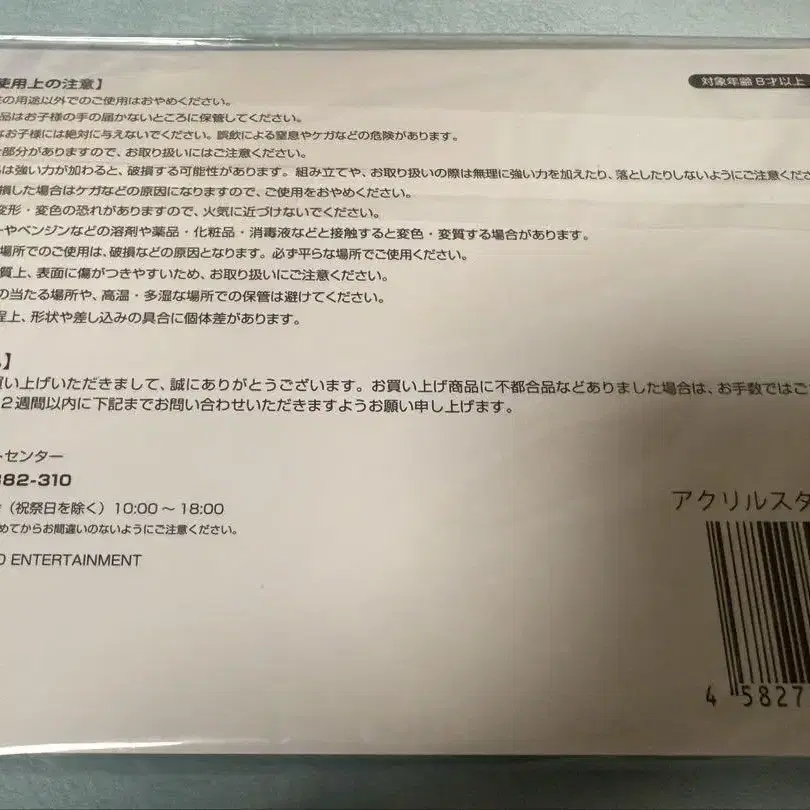 使用上の注意】
対象年齢8才以上
の用途以外でのご使用はおやめください。
品はお子様の手の届かないところに保管してください。
なお子様には絶対に与えないでください。誤飲による窒息やケガなどの危険があります。
部分がありますので、お取り扱いにはご注意ください。
は強い力が加わると、破損する可能性があります。組み立てや、お取り扱いの際は無理に強い力を加えたり、落としたりしないようにご注意くださ
損した場合はケガなどの原因になりますので、ご使用をおやめください。
変形・変色の恐れがありますので、火気に近づけないでください。
ーやベンジンなどの溶剤や薬品・化粧品・消毒液などと接触すると変色・変質する場合があります。
場所でのご使用は、破損などの原因となります。必ず平らな場所でご使用ください。
質上、表面に傷がつきやすいため、お取り扱いにご注意ください。
の当たる場所や、高温・多湿な場所での保管は避けてください。
程上、形状や差し込みの具合に個体差があります。
】
買い上げいただきまして、誠にありがとうございます。お買い上げ商品に不都合品などありました場合は、お手数ではご
2週間以内に下記までお問い合わせいただきますようお願い申し上げます。
トセンター
382-310
（祝祭日を除く）10:00～18:00
めてからお間違いのないようにご注意ください。
ENTERTAINMENT
アクリルスタ
4 5827